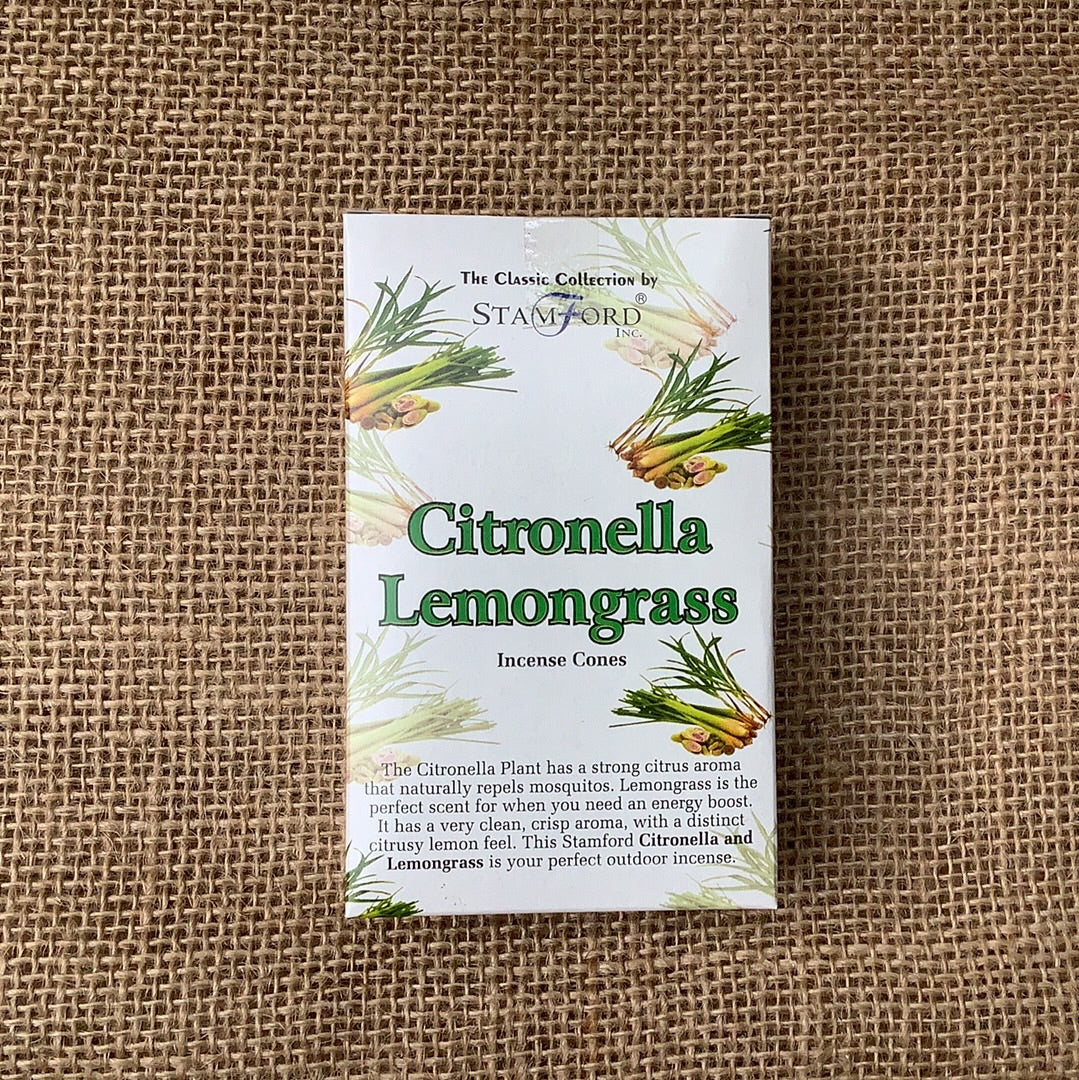 The Classic Collection by
STAMFORD®
INC.
Citronella
Lemongrass
Incense Cones
The Citronella Plant has a strong citrus aroma
that naturally repels mosquitos. Lemongrass is the
perfect scent for when you need an energy boost.
It has a very clean, crisp aroma, with a distinct
citrusy lemon feel. This Stamford Citronella and
Lemongrass is your perfect outdoor incense.